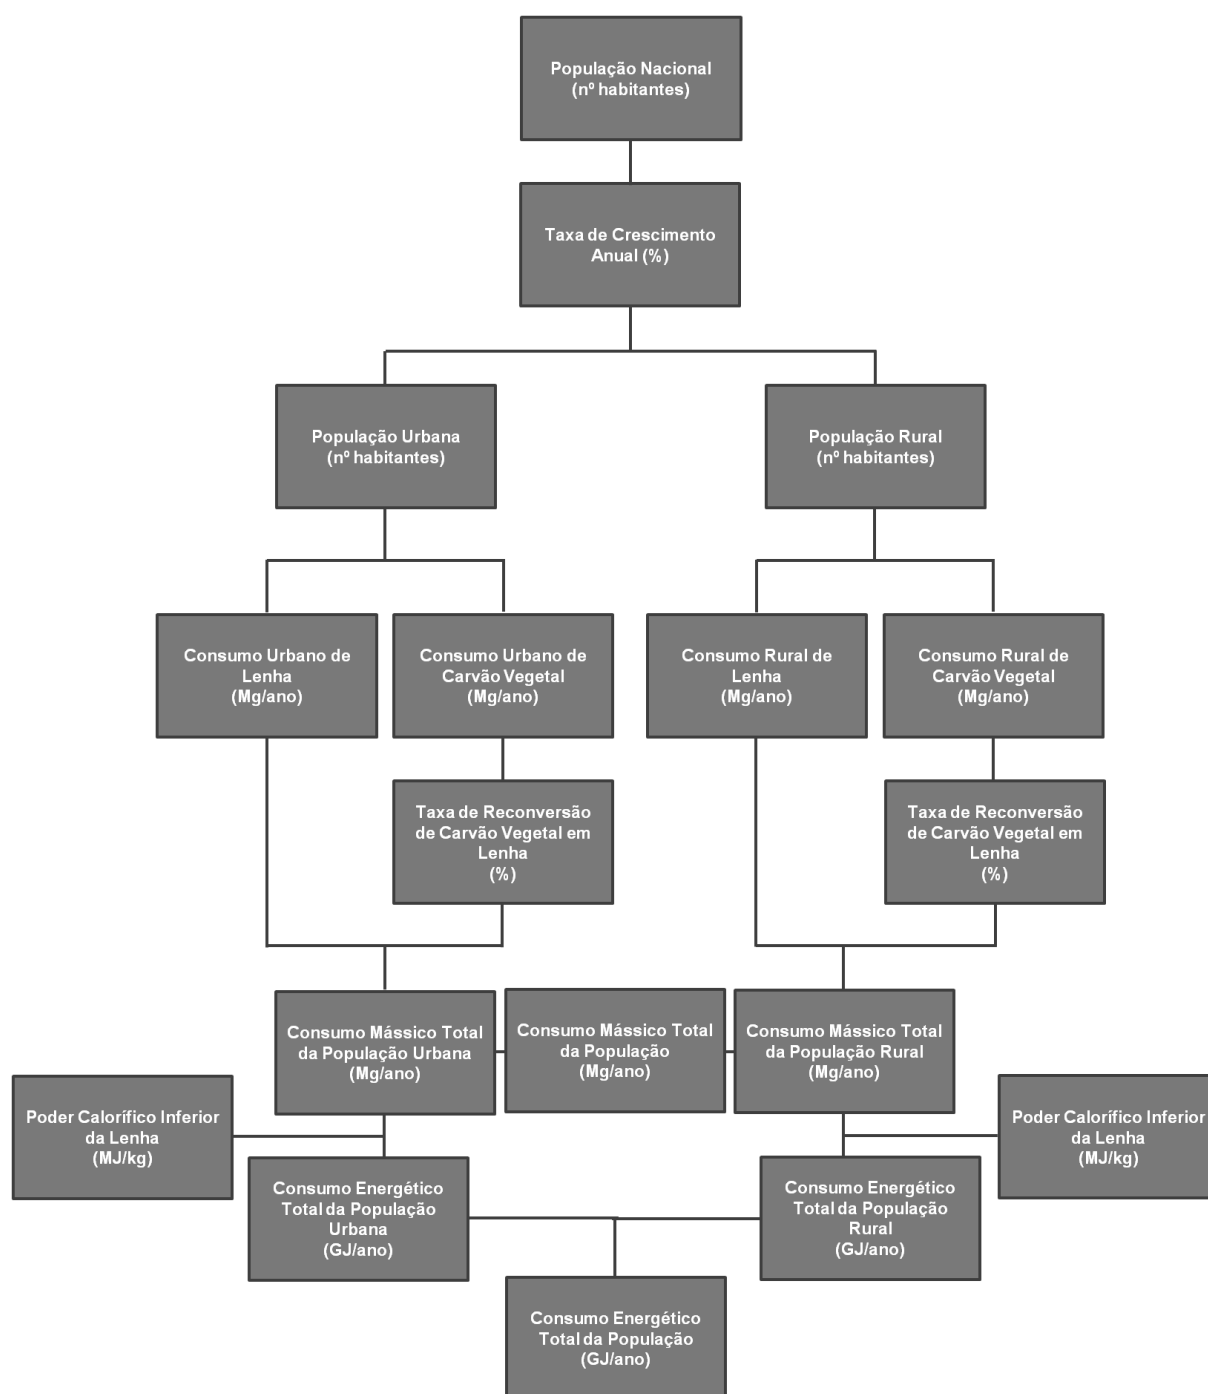 População Nacional
(nº habitantes)
Taxa de Crescimento
Anual (%)
População Urbana
(nº habitantes)
População Rural
(nº habitantes)
Consumo Urbano de
Lenha
(Mg/ano)
Consumo Urbano de
Carvão Vegetal
(Mg/ano)
Consumo Rural de
Lenha
(Mg/ano)
Consumo Rural de
Carvão Vegetal
(Mg/ano)
Taxa de Reconversão
de Carvão Vegetal em
Lenha
(%)
Taxa de Reconversão
de Carvão Vegetal em
Lenha
(%)
Consumo Mássico Total
da População Urbana
(Mg/ano)
Consumo Mássico Total
da População
(Mg/ano)
Consumo Mássico Total
da População Rural
(Mg/ano)
Poder Calorífico Inferior
da Lenha
(MJ/kg)
Poder Calorífico Inferior
da Lenha
(MJ/kg)
Consumo Energético
Total da População
Urbana
(GJ/ano)
Consumo Energético
Total da População
Rural
(GJ/ano)
Consumo Energético
Total da População
(GJ/ano)